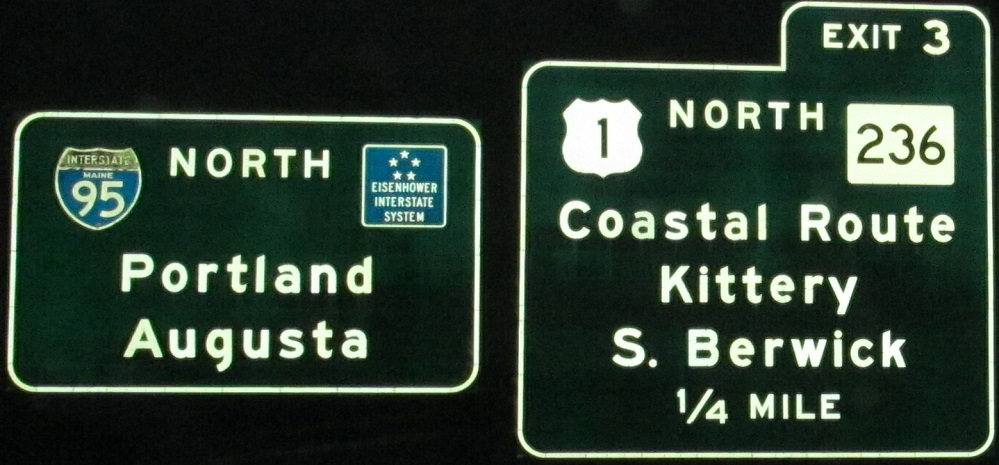 INTERSTATE
MAINE
95
NORTH
EISENHOWER
INTERSTATE
SYSTEM
Portland
Augusta
EXIT 3
1 NORTH 236
Coastal Route
Kittery
S. Berwick
1/4 MILE